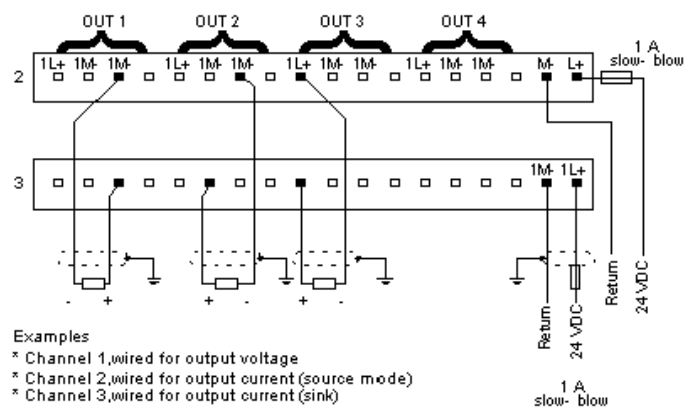 OUT 1 OUT 2 OUT 3 OUT 4
1 A
slow- blow
1L+ 1M- 1M- 1L+ 1M- 1M- 1L+ 1M- 1M- 1L+ 1M- 1M- M- L+
2
1M- 1L+
3
Return
24 VDC
Return
24 VDC
- + + - + -
1 A
slow- blow
Examples
* Channel 1,wired for output voltage
* Channel 2,wired for output current (source mode)
* Channel 3,wired for output current (sink)